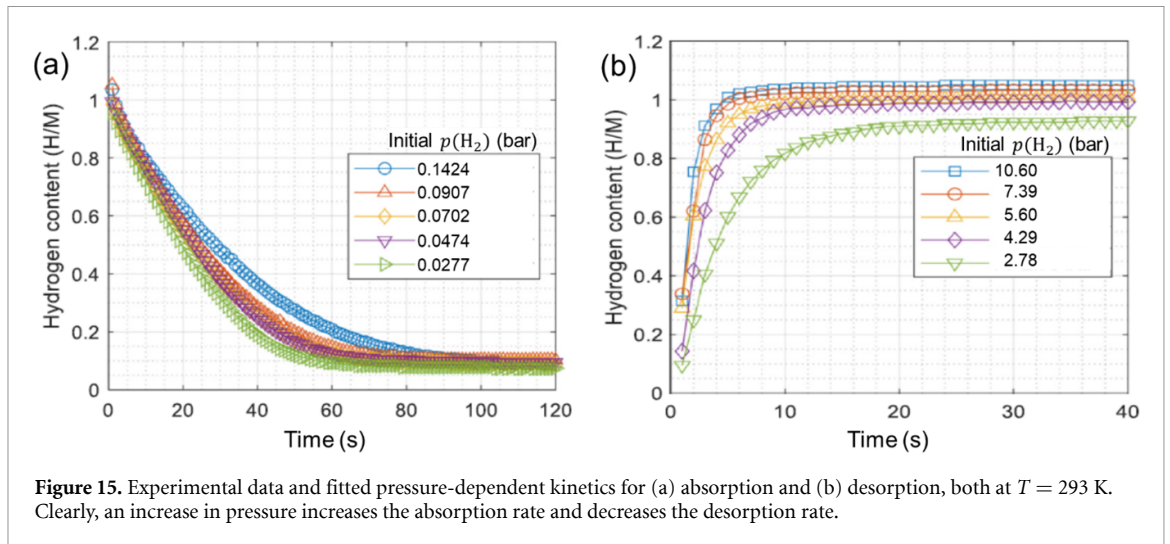 (a)
1.2
1
0.8
0.6
0.4
0.2
0
Hydrogen content (H/M)
Initial p(H₂) (bar)
0.1424
0.0907
0.0702
0.0474
0.0277
0 20 40 60 80 100 120
Time (s)
(b)
1.2
1
0.8
0.6
0.4
0.2
0
Hydrogen content (H/M)
Initial p(H₂) (bar)
10.60
7.39
5.60
4.29
2.78
0 10 20 30 40
Time (s)
Figure 15. Experimental data and fitted pressure-dependent kinetics for (a) absorption and (b) desorption, both at T = 293 K.
Clearly, an increase in pressure increases the absorption rate and decreases the desorption rate.